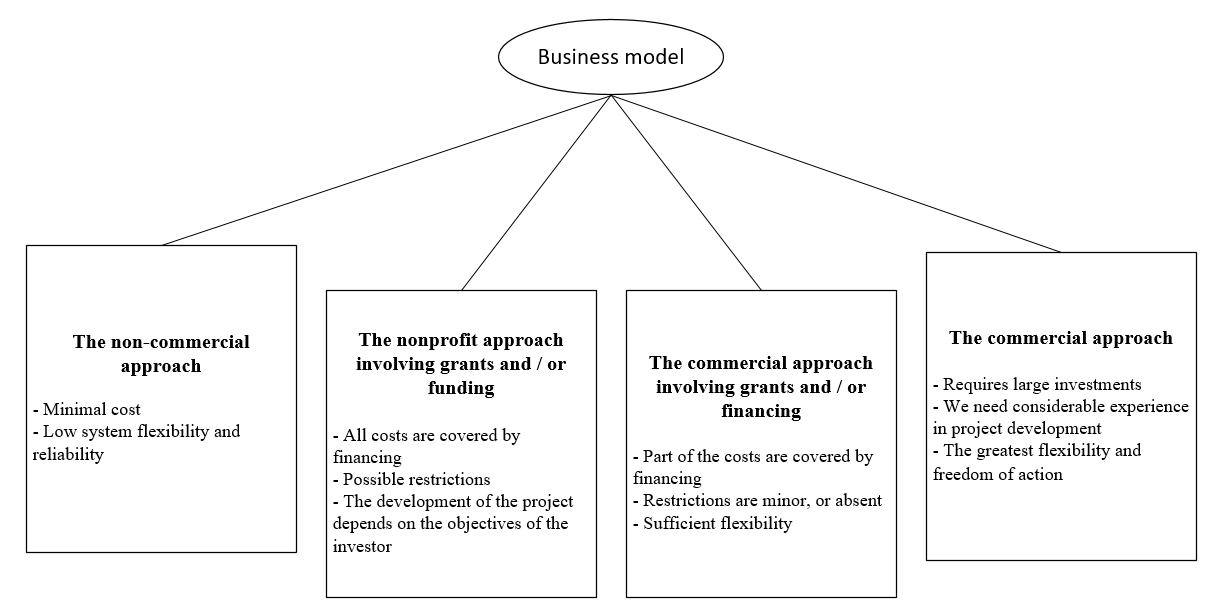 Business model
The non-commercial
approach
- Minimal cost
- Low system flexibility and
reliability
The nonprofit approach
involving grants and / or
funding
- All costs are covered by
financing
- Possible restrictions
- The development of the project
depends on the objectives of the
investor
The commercial approach
involving grants and / or
financing
- Part of the costs are covered by
financing
- Restrictions are minor, or absent
- Sufficient flexibility
The commercial approach
- Requires large investments
- We need considerable experience
in project development
- The greatest flexibility and
freedom of action